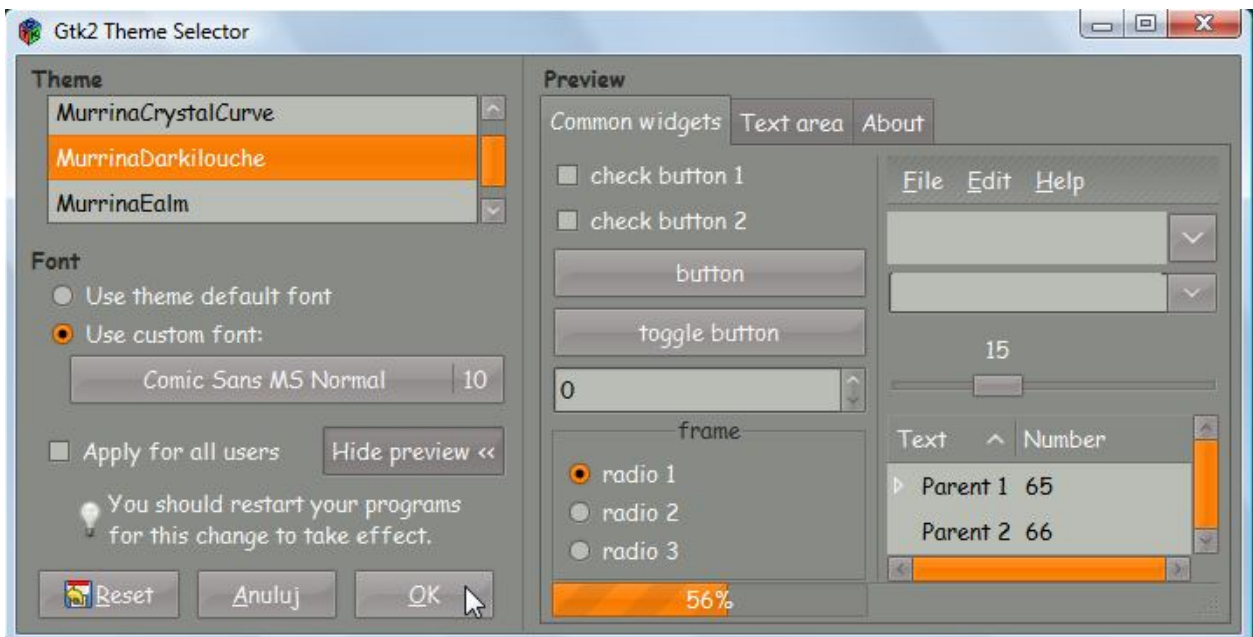 Gtk2 Theme Selector
Theme
MurrinaCrystalCurve
MurrinaDarkilouche
MurrinaEalm
Font
Use theme default font
Use custom font:
Comic Sans MS Normal 10
Apply for all users
Hide preview <<
You should restart your programs
for this change to take effect.
Reset
Anuluj
OK
Preview
Common widgets
Text area
About
check button 1
check button 2
button
toggle button
0
frame
radio 1
radio 2
radio 3
56%
File Edit Help
15
Text Number
Parent 1 65
Parent 2 66